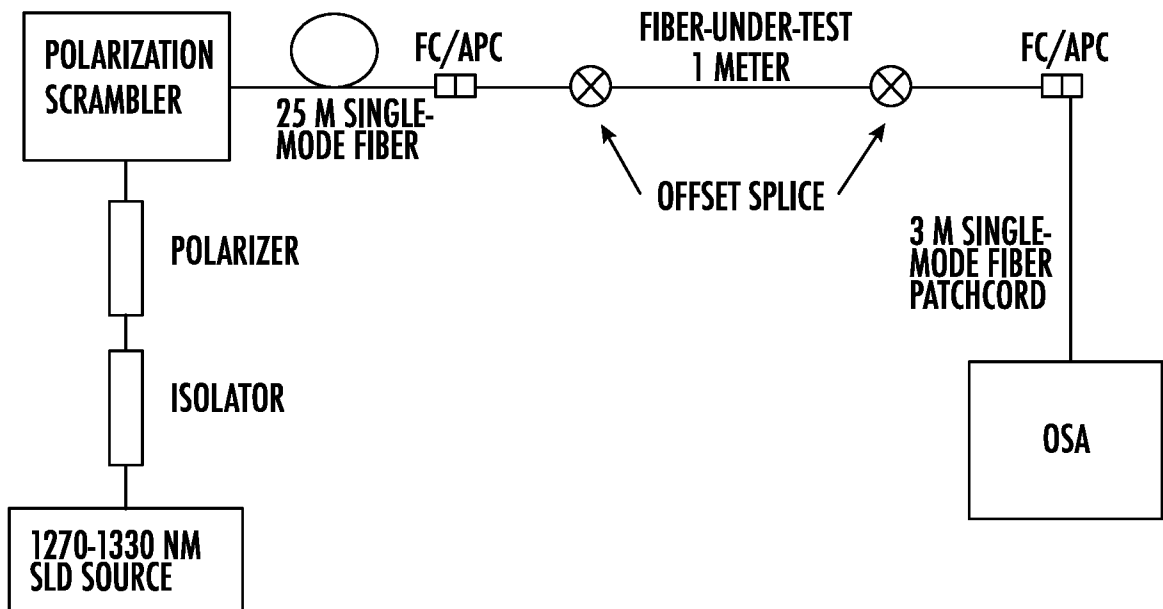 POLARIZATION
SCRAMBLER
25 M SINGLE-
MODE FIBER
FC/APC
FIBER-UNDER-TEST
1 METER
FC/APC
OFFSET SPLICE
POLARIZER
3 M SINGLE-
MODE FIBER
PATCHCORD
ISOLATOR
OSA
1270-1330 NM
SLD SOURCE